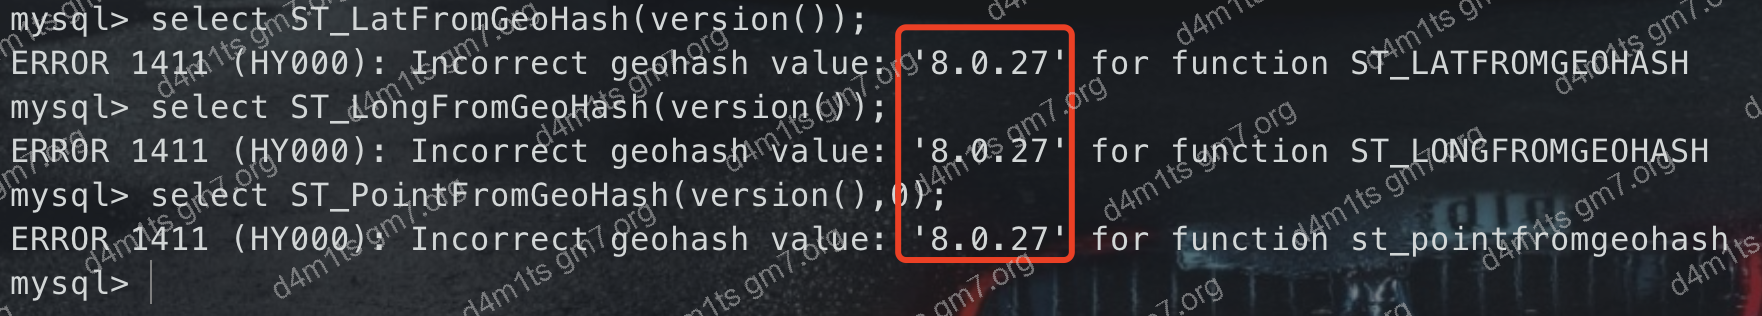 mysql> select ST_LatFromGeoHash(version());
ERROR 1411 (HY000): Incorrect geohash value: '8.0.27' for function ST_LATFROMGEOHASH
mysql> select ST_LongFromGeoHash(version());
ERROR 1411 (HY000): Incorrect geohash value: '8.0.27' for function ST_LONGFROMGEOHASH
mysql> select ST_PointFromGeoHash(version(),0);
ERROR 1411 (HY000): Incorrect geohash value: '8.0.27' for function st_pointfromgeohash
mysql>
d4m1ts gm7.org